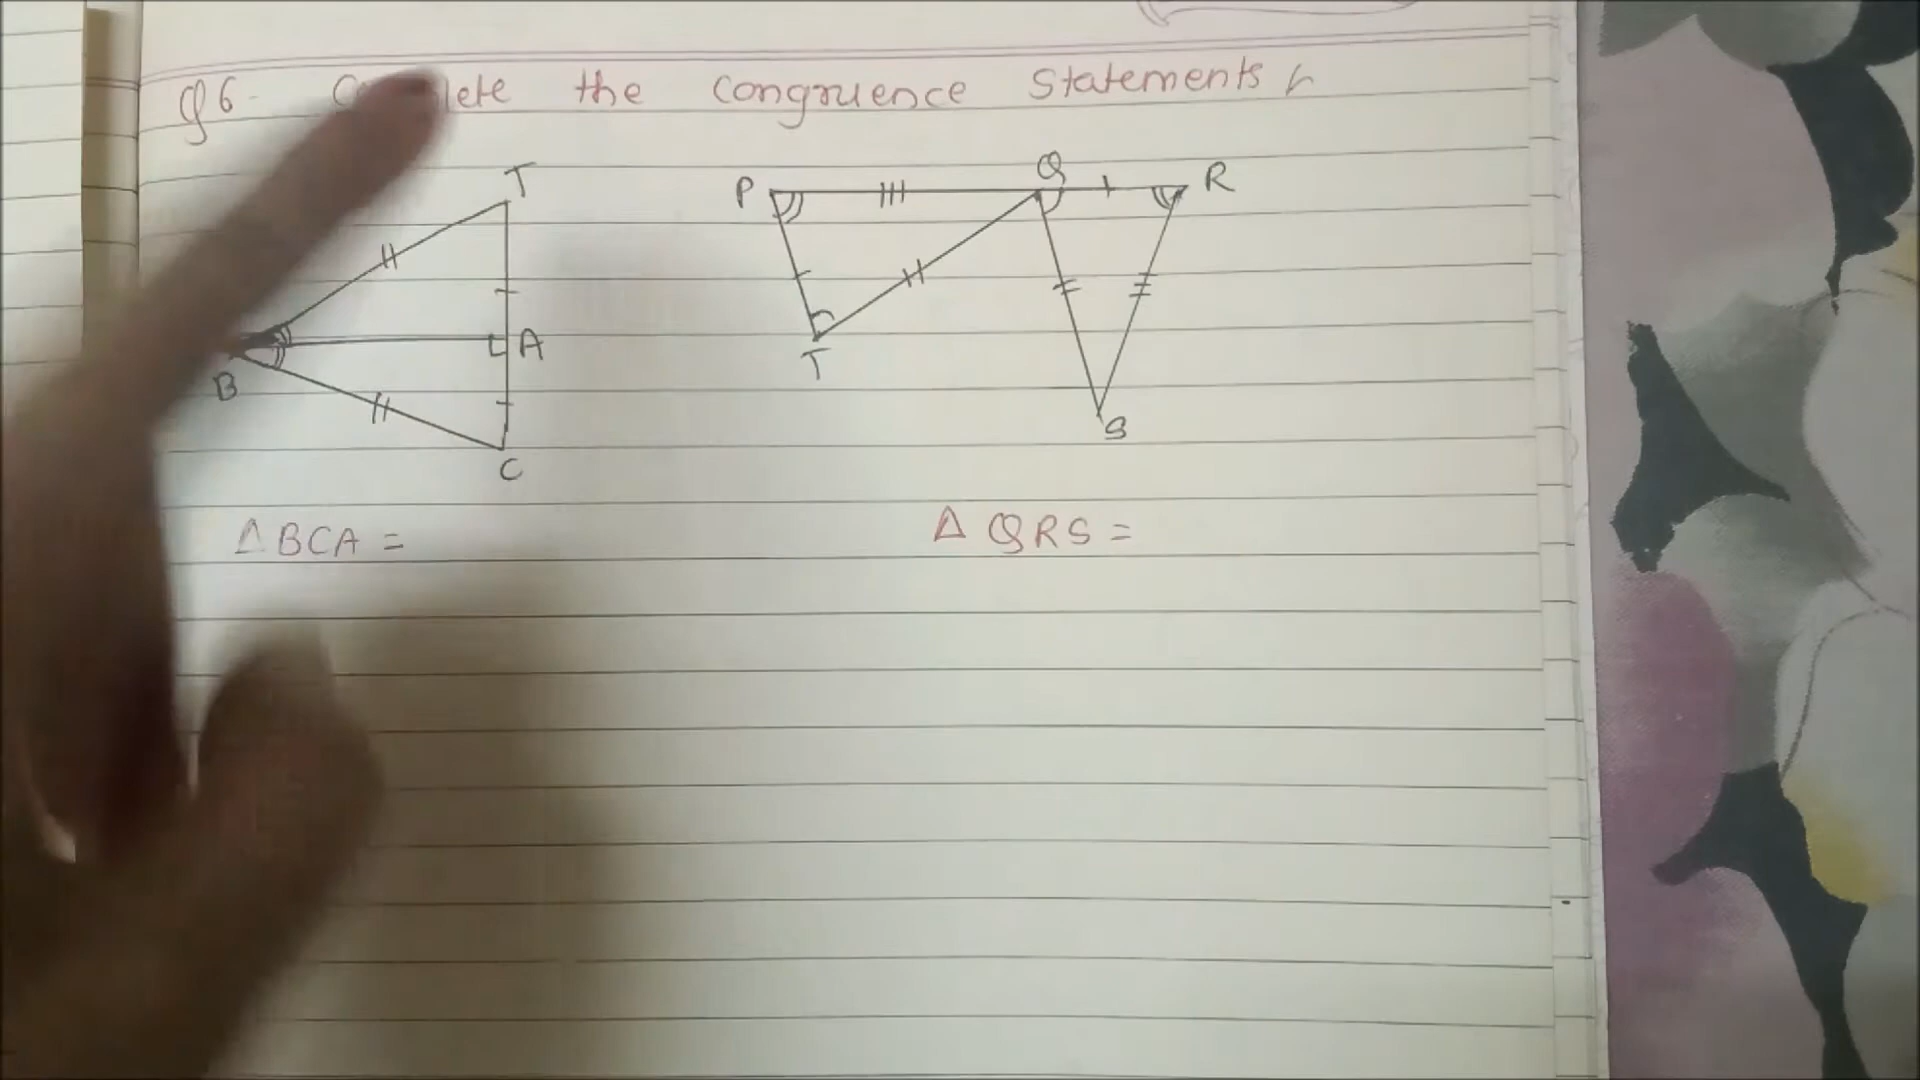 Q6- the Congruence Statements
T
A
B
C
P Q R
T
S
Δ BCA =
Δ QRS =